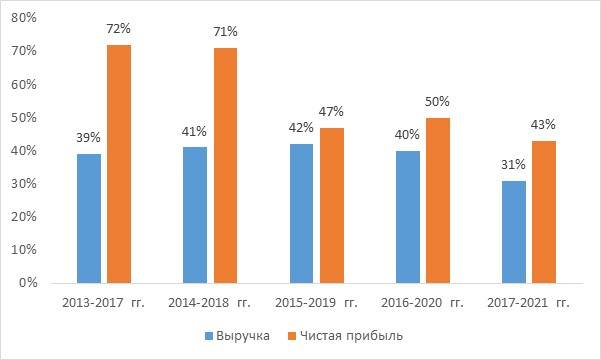 80%
70%
60%
50%
40%
30%
20%
10%
0%
72%
71%
39%
41%
42%
47%
40%
50%
31%
43%
2013-2017 гг.
2014-2018 гг.
2015-2019 гг.
2016-2020 гг.
2017-2021 гг.
Выручка
Чистая прибыль